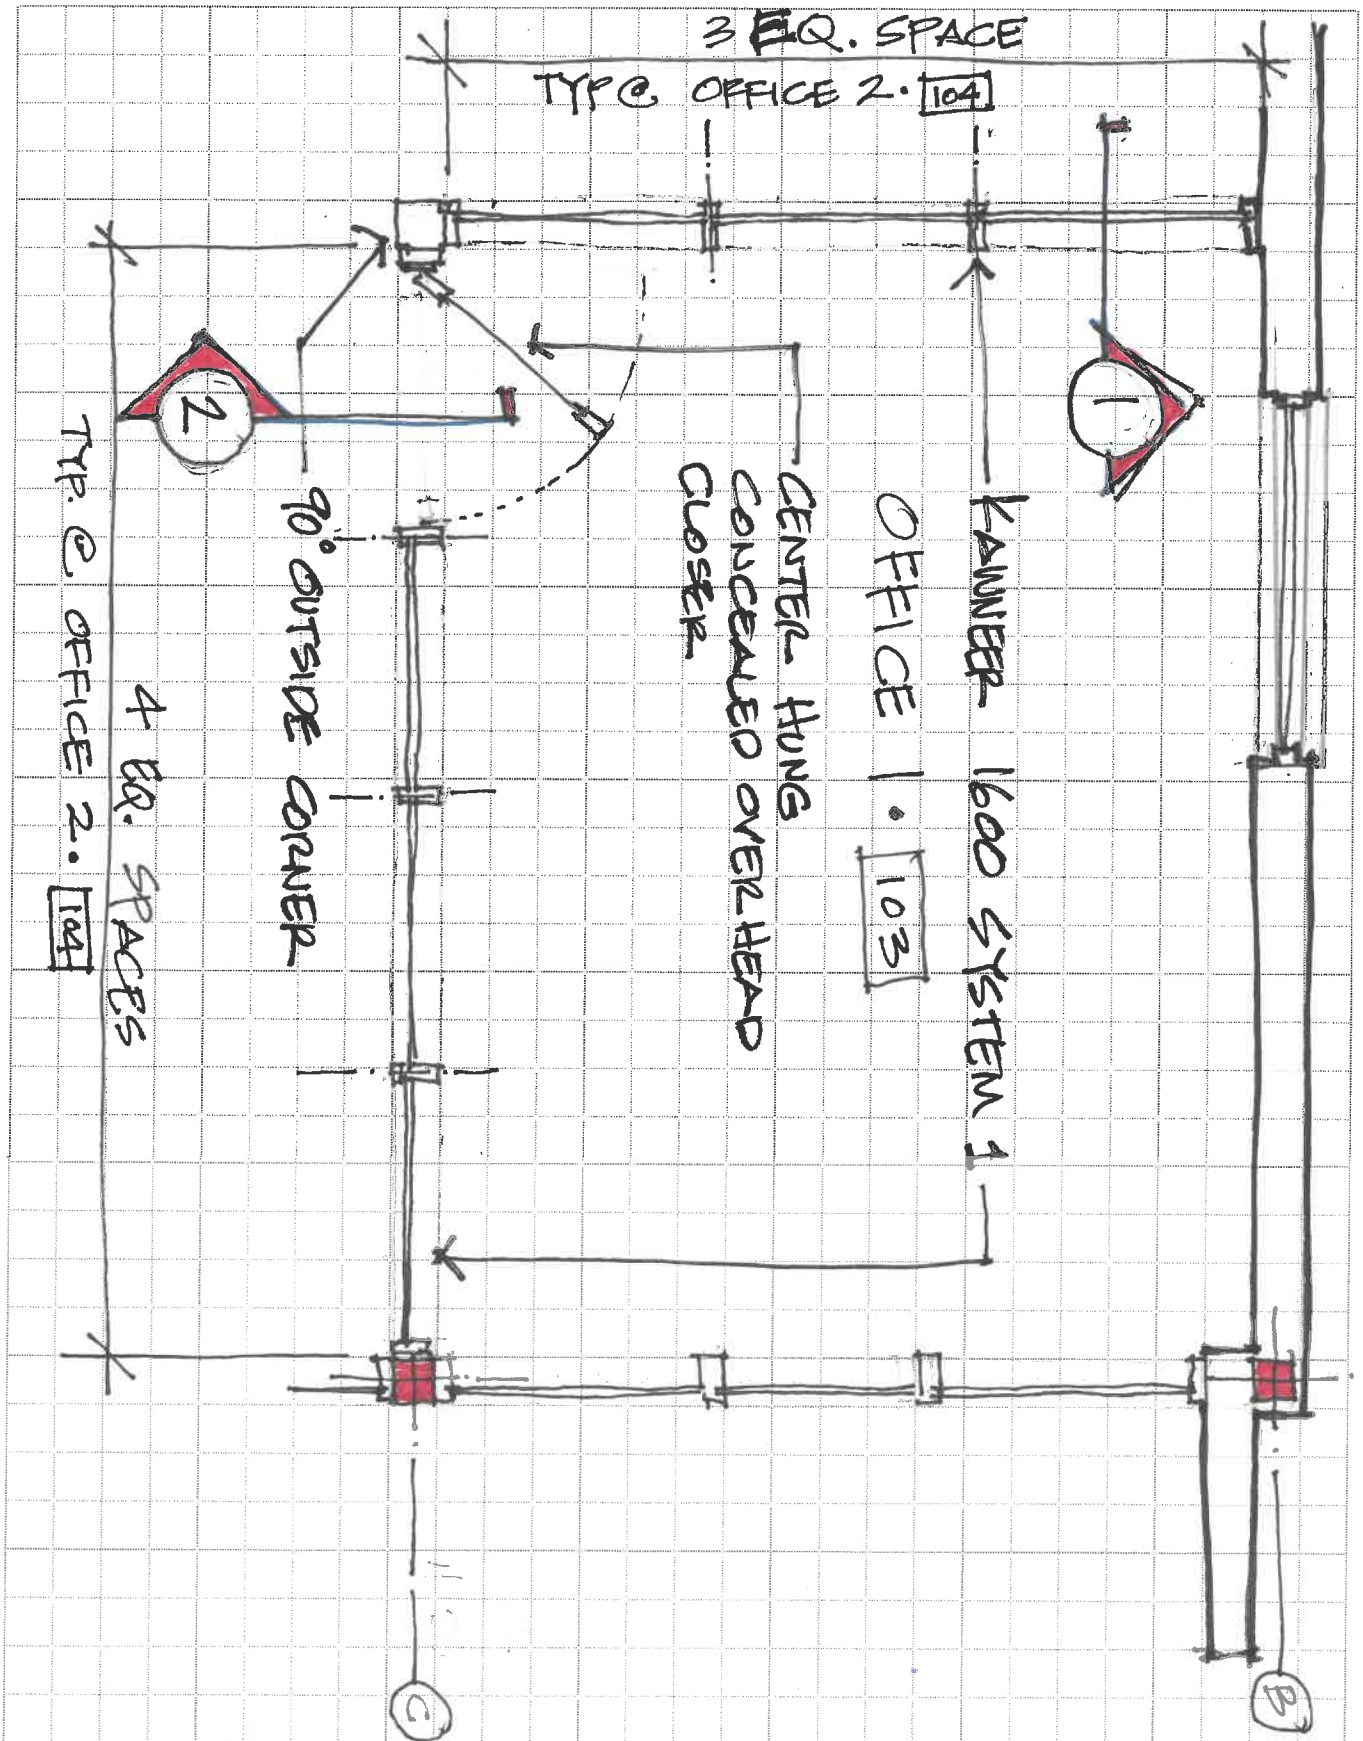 3 EQ. SPACE
TYP @ OFFICE 2. 104
1
KAWNEER 1600 SYSTEM 1
OFFICE 1. 103
CENTER HUNG
CONCEALED OVERHEAD
CLOSER
90° OUTSIDE CORNER
2
4 EQ. SPACES
TYP. @ OFFICE 2. 104
B
C